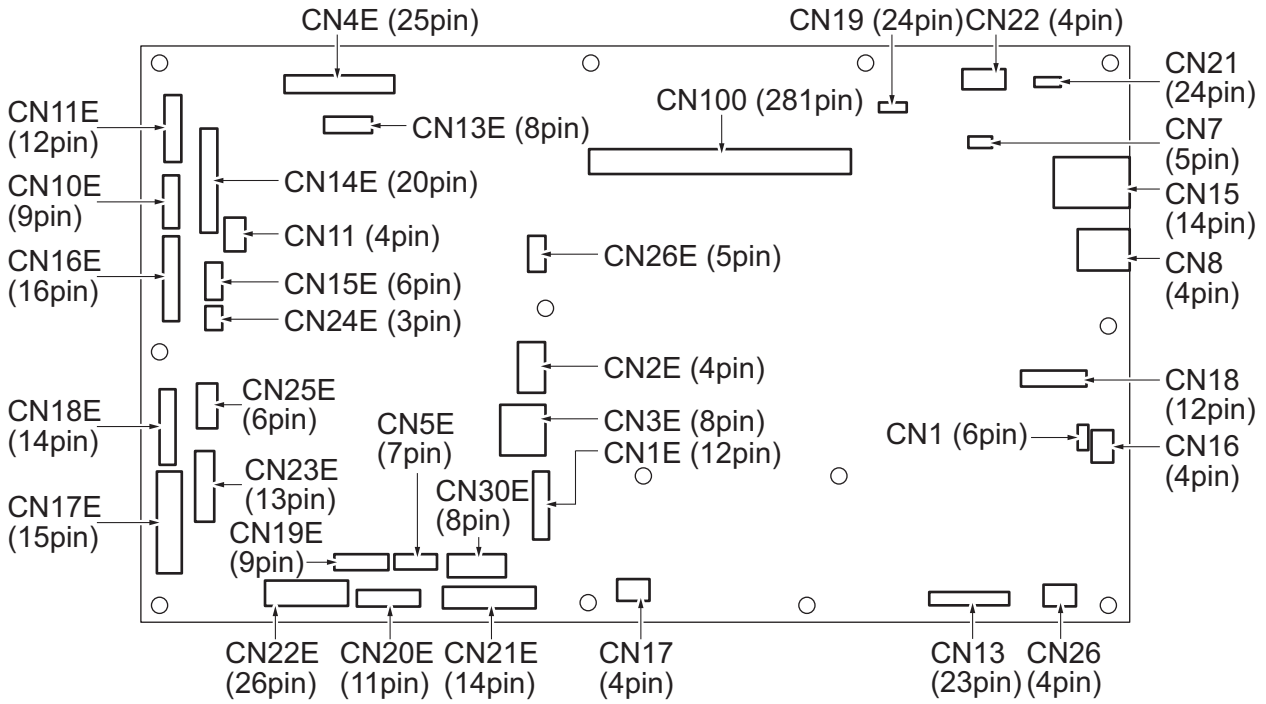 CN4E (25pin)
CN19 (24pin)
CN22 (4pin)
CN21
(24pin)
CN11E
(12pin)
CN13E (8pin)
CN100 (281pin)
CN7
(5pin)
CN10E
(9pin)
CN14E (20pin)
CN15
(14pin)
CN11 (4pin)
CN16E
(16pin)
CN26E (5pin)
CN8
(4pin)
CN15E (6pin)
CN24E (3pin)
CN2E (4pin)
CN25E
(6pin)
CN18
(12pin)
CN18E
(14pin)
CN5E
(7pin)
CN3E (8pin)
CN1 (6pin)
CN16
(4pin)
CN1E (12pin)
CN23E
(13pin)
CN30E
(8pin)
CN17E
(15pin)
CN19E
(9pin)
CN22E
(26pin)
CN20E
(11pin)
CN21E
(14pin)
CN17
(4pin)
CN13
(23pin)
CN26
(4pin)